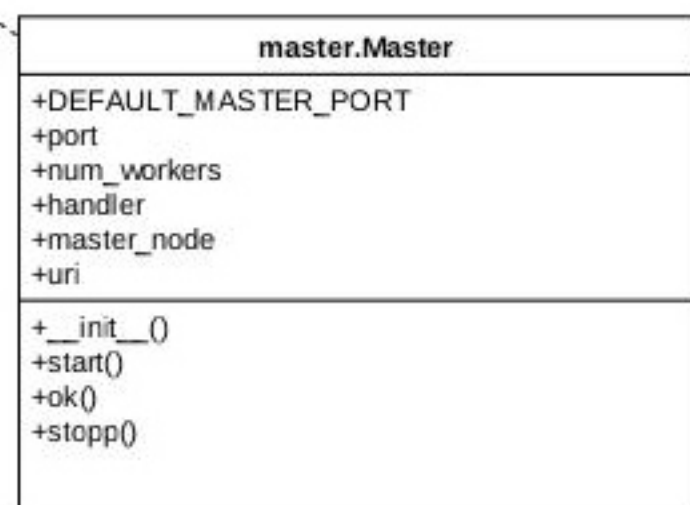 master.Master
+DEFAULT_MASTER_PORT
+port
+num_workers
+handler
+master_node
+uri
+__init__()
+start()
+ok()
+stopp()